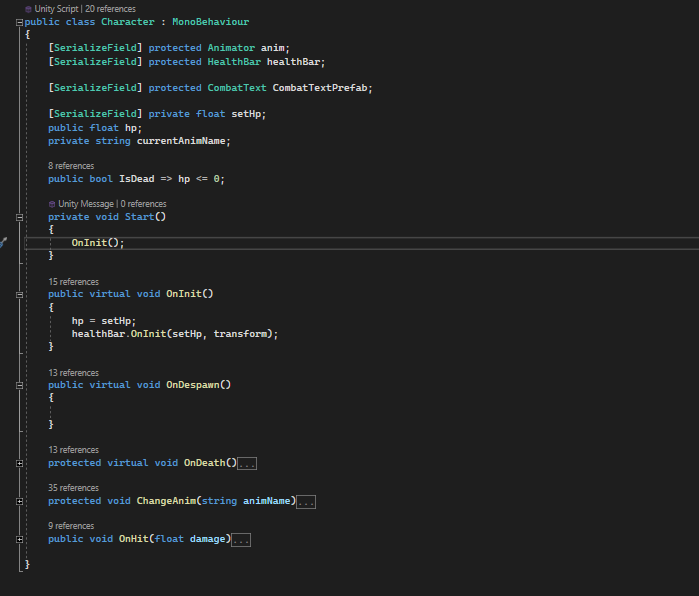 Unity Script | 20 references
public class Character : MonoBehaviour
{
[SerializeField] protected Animator anim;
[SerializeField] protected HealthBar healthBar;
[SerializeField] protected CombatText CombatTextPrefab;
[SerializeField] private float setHp;
public float hp;
private string currentAnimName;
8 references
public bool IsDead => hp <= 0;
Unity Message | 0 references
private void Start()
{
OnInit();
}
15 references
public virtual void OnInit()
{
hp = setHp;
healthBar.OnInit(setHp, transform);
}
13 references
public virtual void OnDespawn()
{
}
13 references
protected virtual void OnDeath()...
35 references
protected void ChangeAnim(string animName)...
9 references
public void OnHit(float damage)...
}